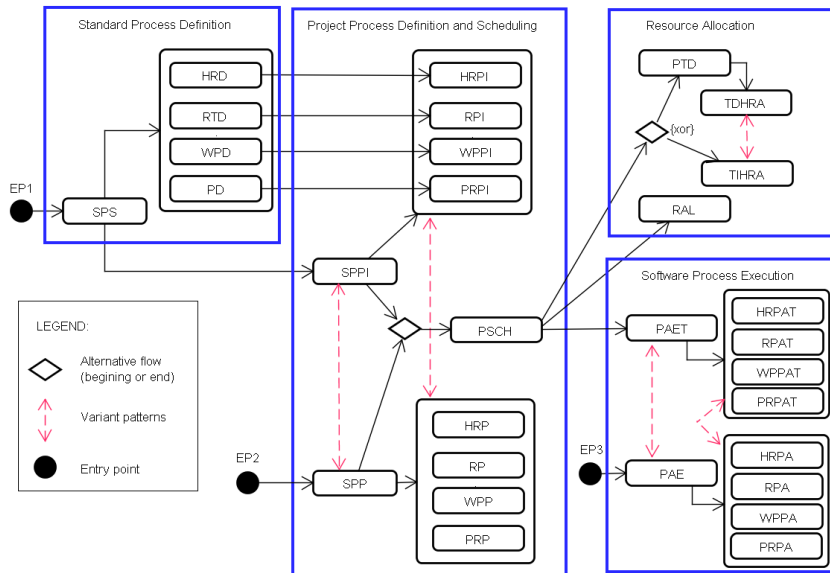 Standard Process Definition
HRD
RTD
WPD
PD
EP1
SPS
Project Process Definition and Scheduling
HRPI
RPI
WPPI
PRPI
SPPI
PSCH
HRP
RP
WPP
PRP
EP2
SPP
Resource Allocation
PTD
TDHRA
{xor}
TIHRA
RAL
Software Process Execution
PAET
HRPAT
RPAT
WPPAT
PRPAT
EP3
PAE
HRPA
RPA
WPPA
PRPA
LEGEND:
Alternative flow
(begining or end)
Variant patterns
Entry point